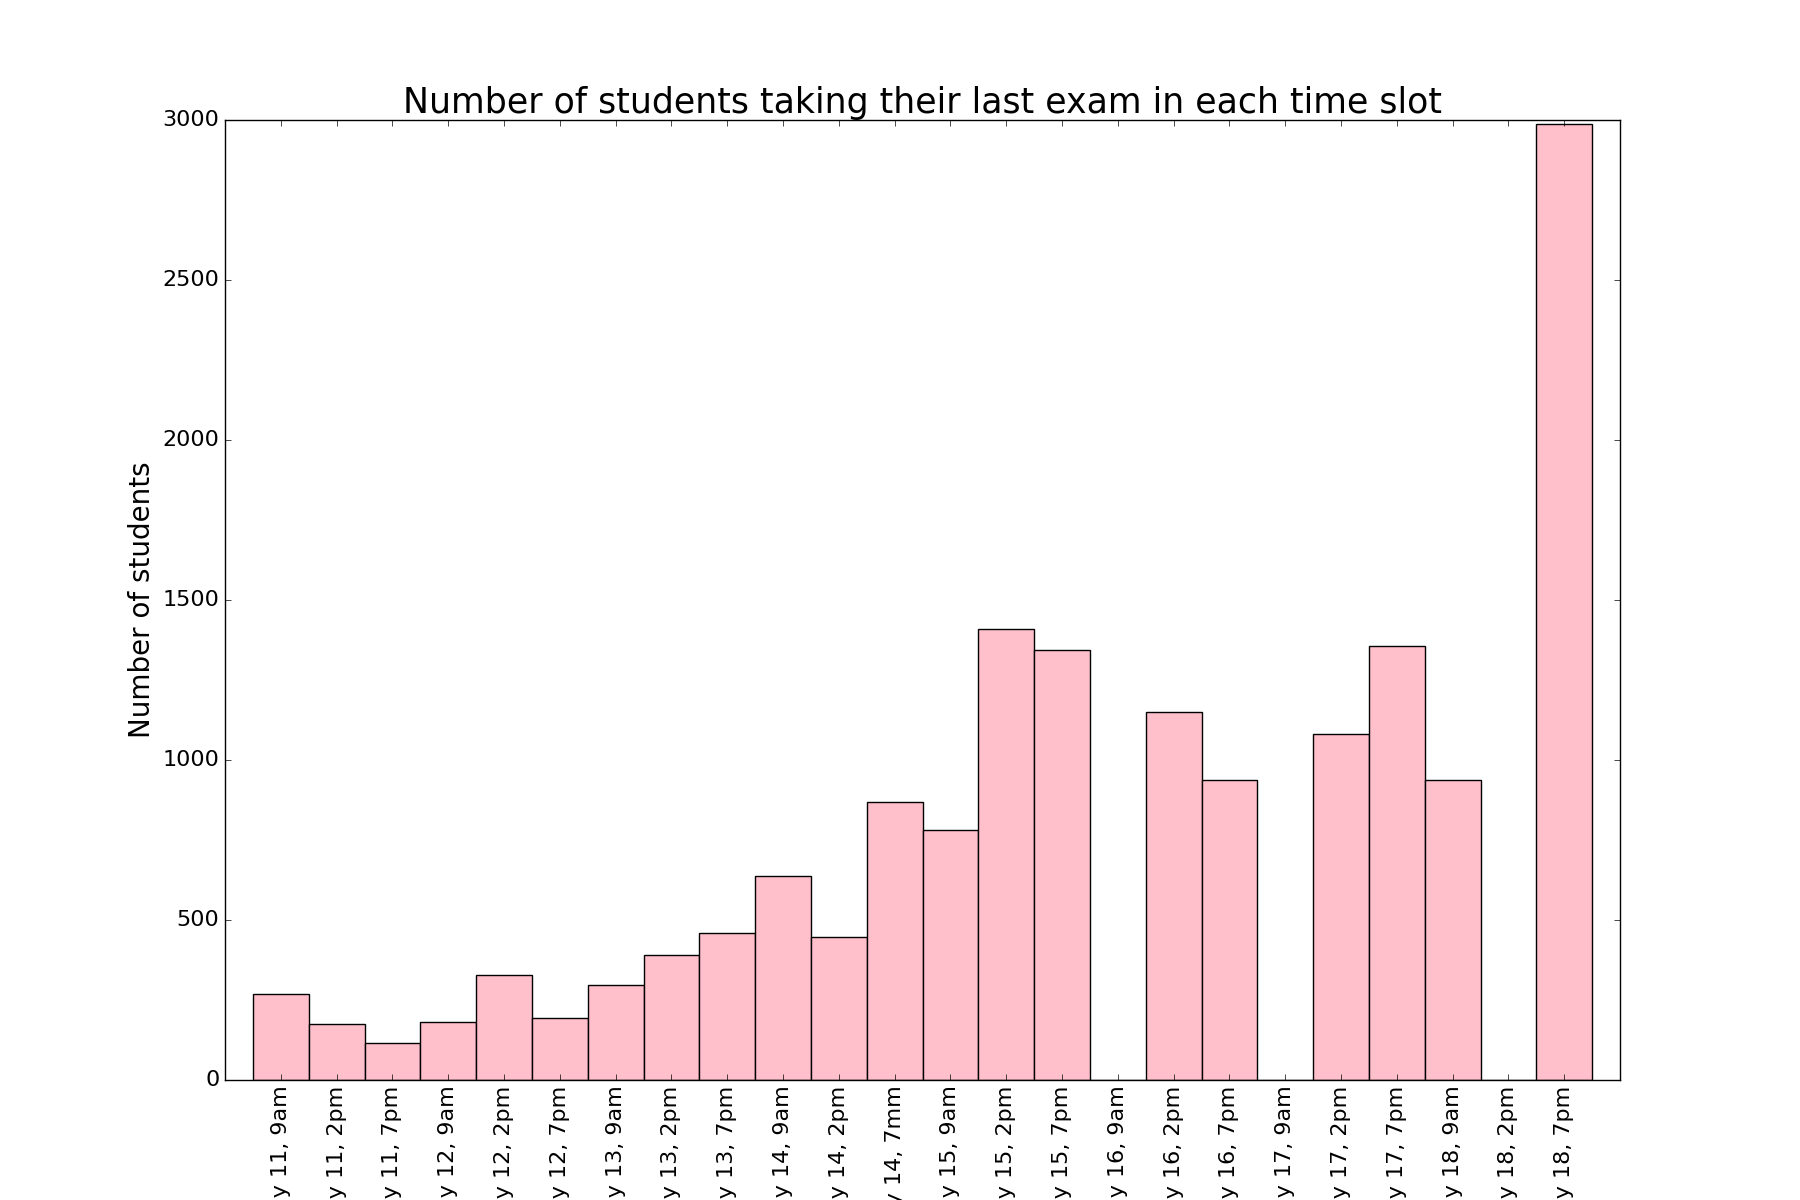 Number of students taking their last exam in each time slot
Number of students
3000
2500
2000
1500
1000
500
0
y 11, 9am
y 11, 2pm
y 11, 7pm
y 12, 9am
y 12, 2pm
y 12, 7pm
y 13, 9am
y 13, 2pm
y 13, 7pm
y 14, 9am
y 14, 2pm
y 14, 7mm
y 15, 9am
y 15, 2pm
y 15, 7pm
y 16, 9am
y 16, 2pm
y 16, 7pm
y 17, 9am
y 17, 2pm
y 17, 7pm
y 18, 9am
y 18, 2pm
y 18, 7pm